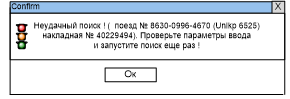 Confirm
X
Неудачный поиск ! ( поезд № 8630-0996-4670 (Unikp 6525)
накладная № 40229494). Проверьте параметры ввода
и запустите поиск еще раз !
Ок